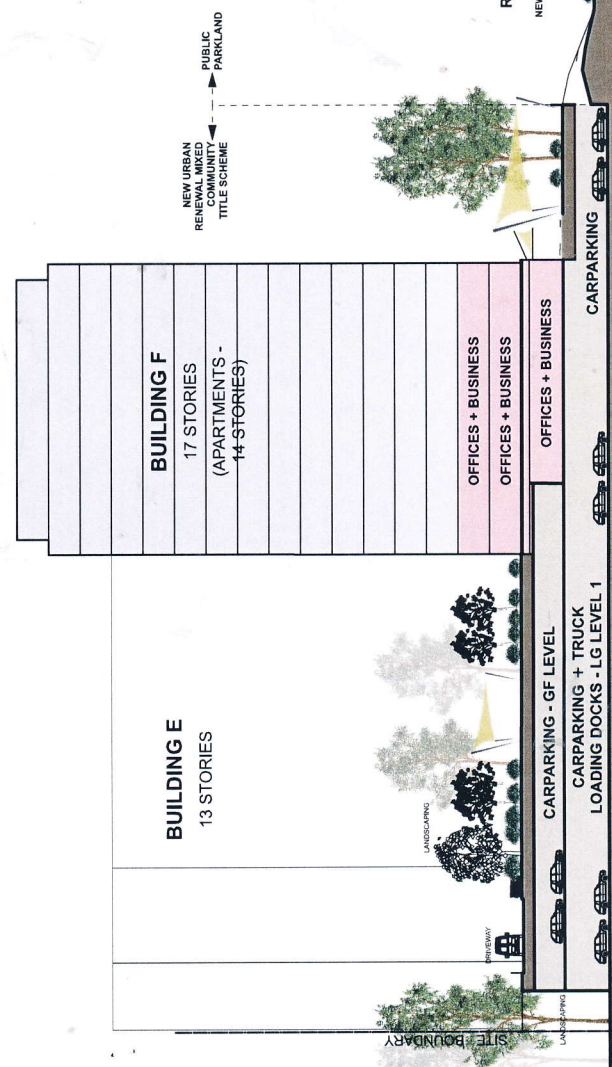 NEW URBAN
RENEWAL MIXED
COMMUNITY
TITLE SCHEME
PUBLIC
PARKLAND
R
NEW
BUILDING F
17 STORIES
(APARTMENTS -
14 STORIES)
BUILDING E
13 STORIES
OFFICES + BUSINESS
OFFICES + BUSINESS
OFFICES + BUSINESS
LANDSCAPING
DRIVEWAY
SITE BOUNDARY
LANDSCAPING
CARPARKING - GF LEVEL
CARPARKING + TRUCK
LOADING DOCKS - LG LEVEL 1
CARPARKING